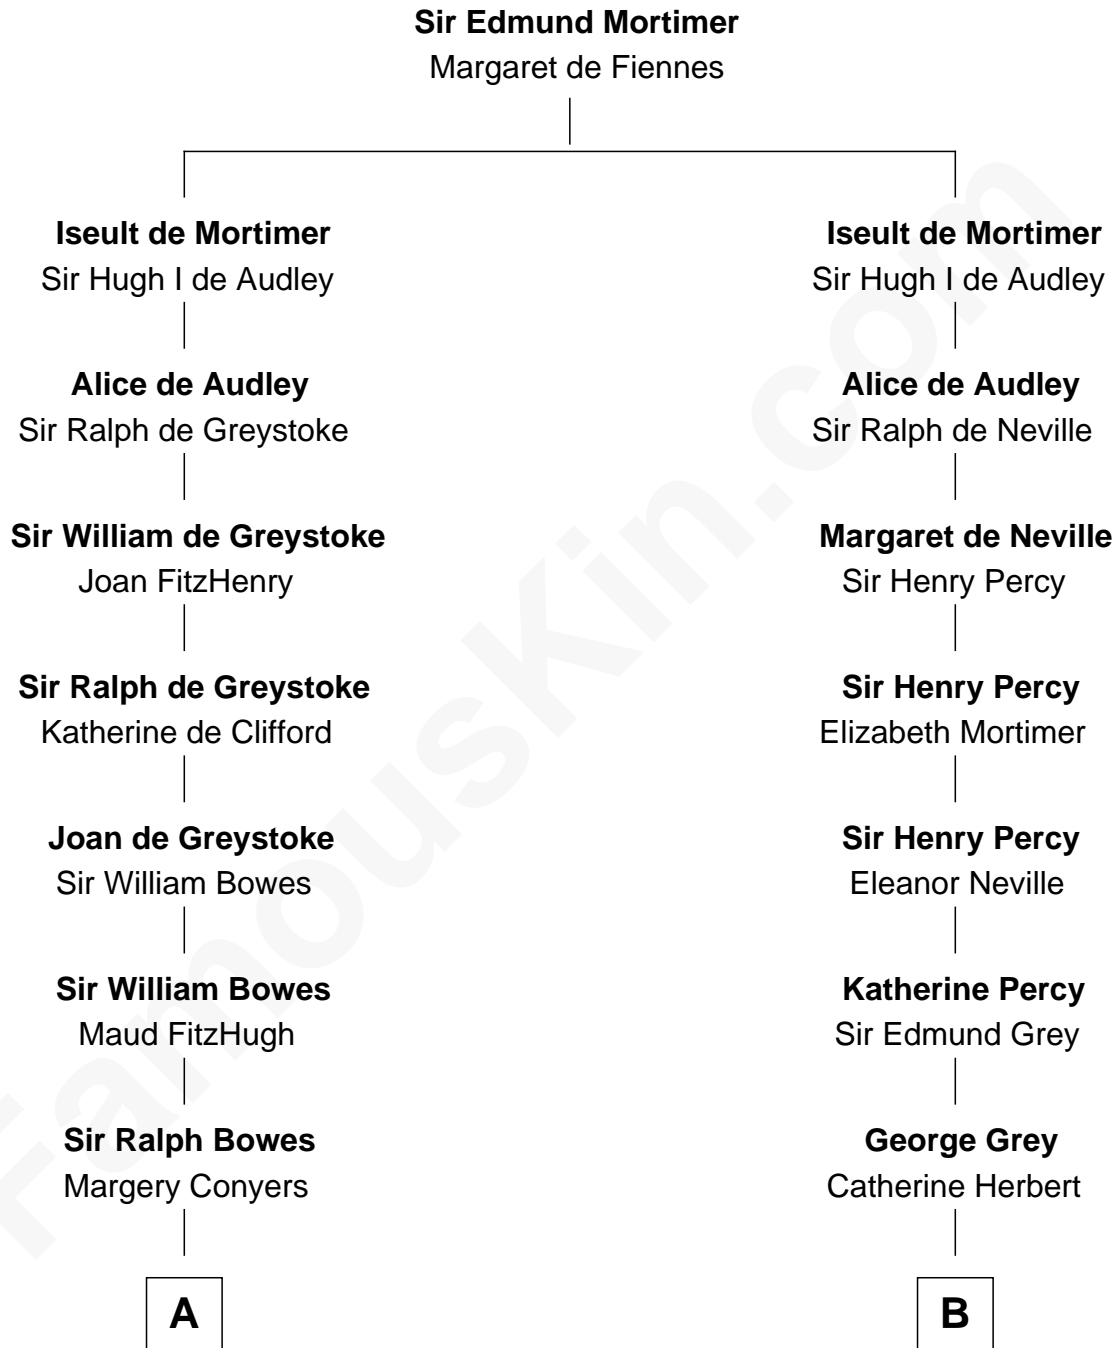 Sir Edmund Mortimer
Margaret de Fiennes
Iseult de Mortimer
Sir Hugh I de Audley
Iseult de Mortimer
Sir Hugh I de Audley
Alice de Audley
Sir Ralph de Greystoke
Alice de Audley
Sir Ralph de Neville
Sir William de Greystoke
Joan FitzHenry
Margaret de Neville
Sir Henry Percy
Sir Ralph de Greystoke
Katherine de Clifford
Sir Henry Percy
Elizabeth Mortimer
Joan de Greystoke
Sir William Bowes
Sir Henry Percy
Eleanor Neville
Sir William Bowes
Maud FitzHugh
Katherine Percy
Sir Edmund Grey
Sir Ralph Bowes
Margery Conyers
George Grey
Catherine Herbert
A
B
FamousKin.com